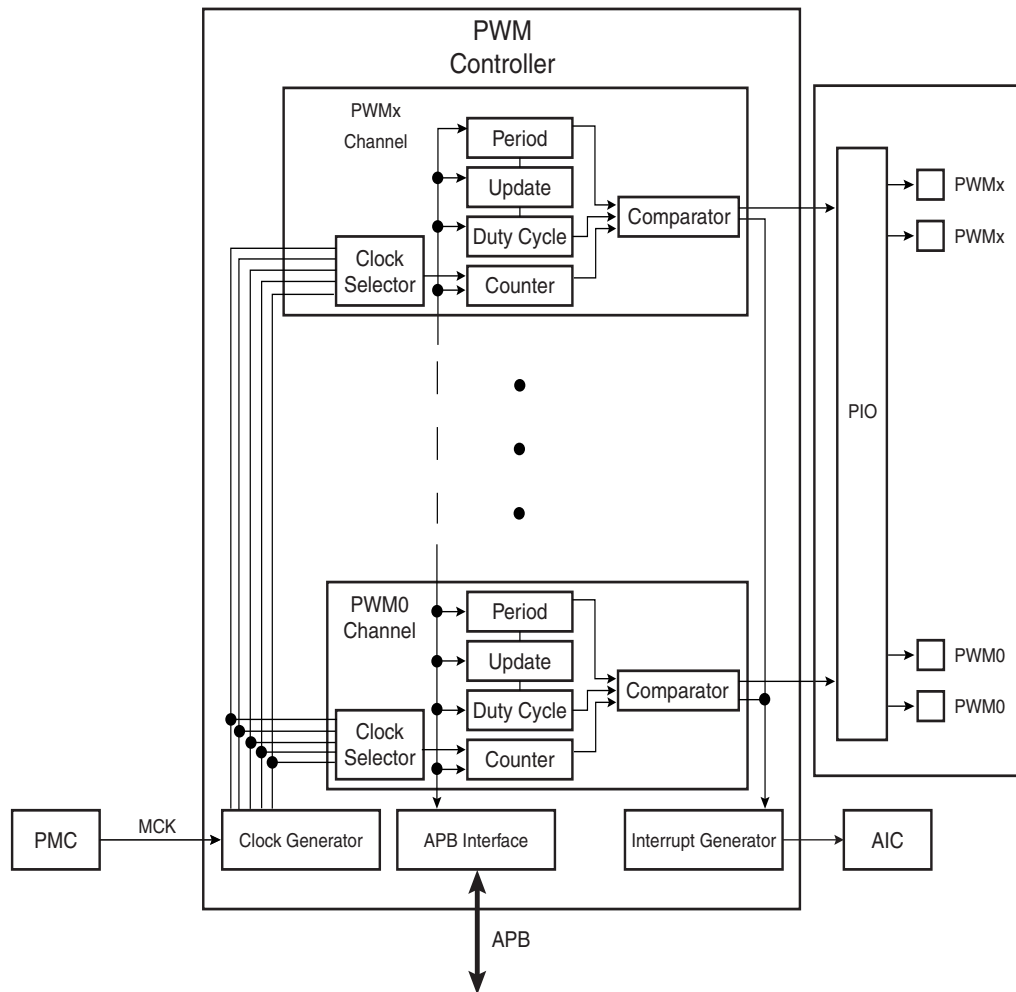 PWM
Controller
PWMx
Channel
Period
Update
Duty Cycle
Counter
Clock
Selector
Comparator
PIO
PWMx
PWMx
PWM0
Channel
Period
Update
Duty Cycle
Counter
Clock
Selector
Comparator
PWM0
PWM0
PMC
MCK
Clock Generator
APB Interface
Interrupt Generator
AIC
APB